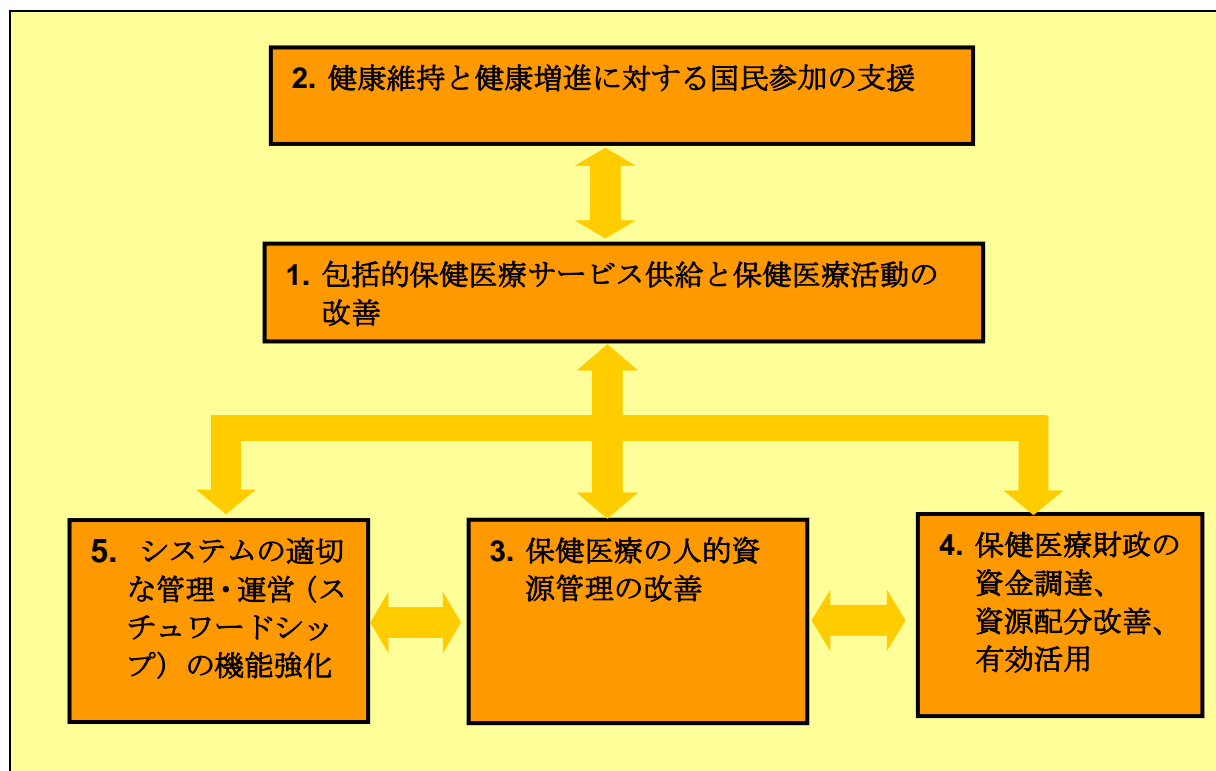 2. 健康維持と健康増進に対する国民参加の支援
1. 包括的保健医療サービス供給と保健医療活動の
改善
5. システムの適切
な管理・運営（ス
チュワードシッ
プ）の機能強化
3. 保健医療の人的資
源管理の改善
4. 保健医療財政の
資金調達、
資源配分改善、
有効活用